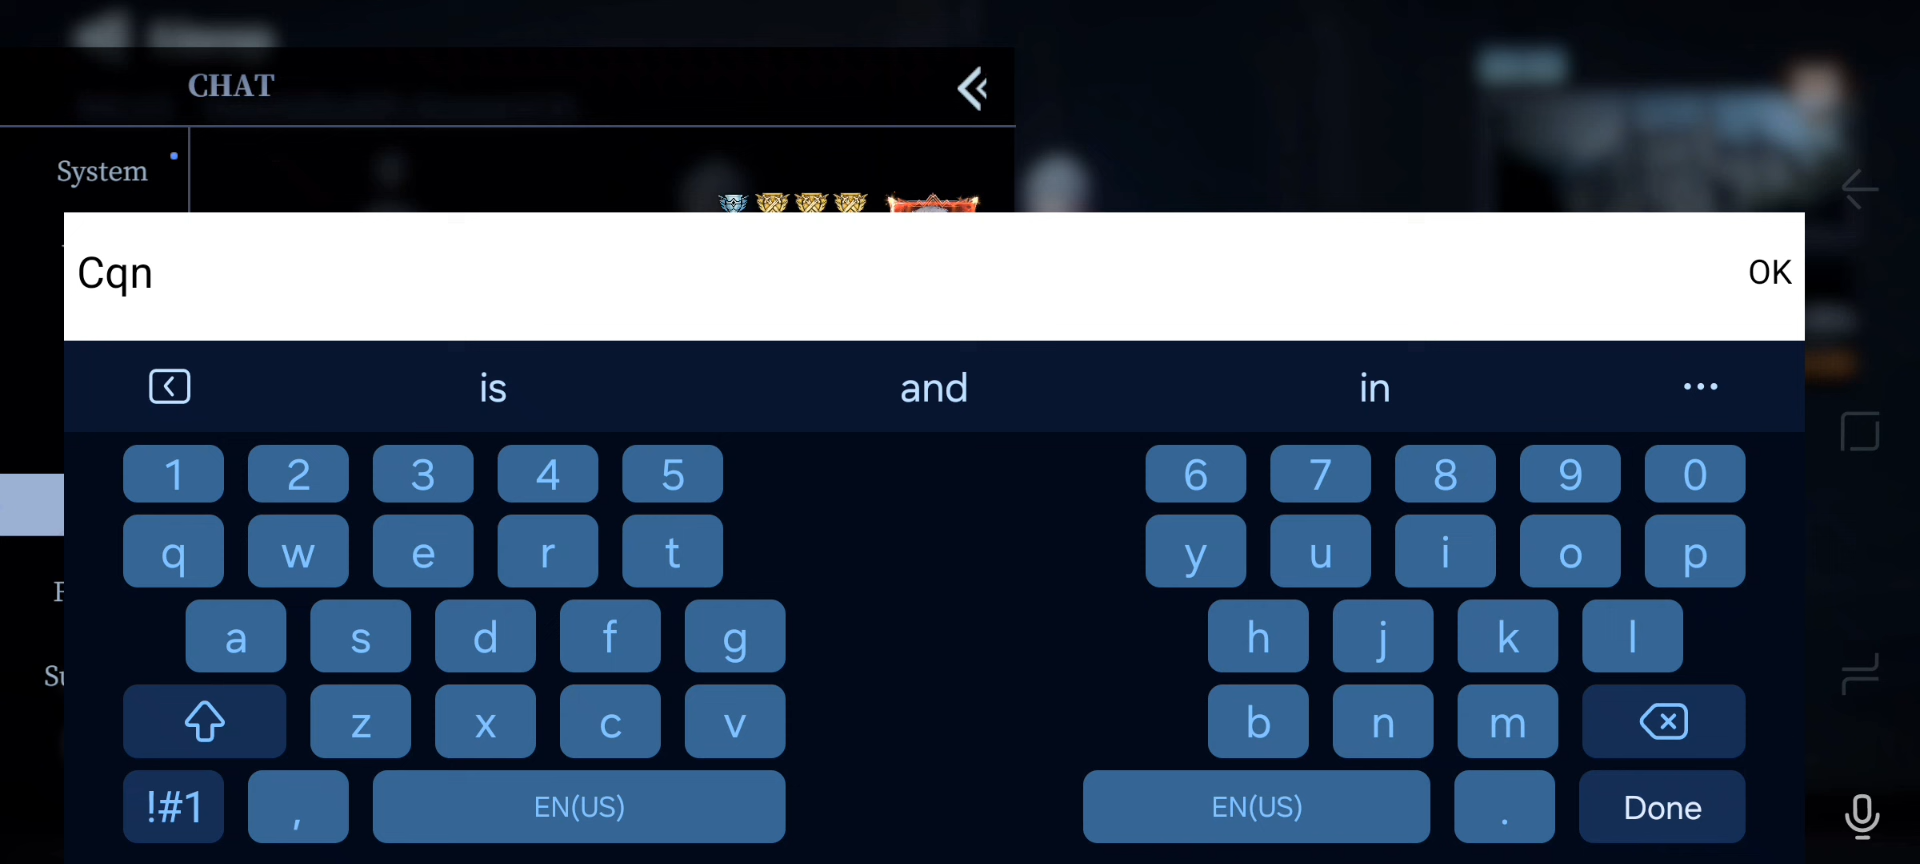 CHAT
System
Cqn
OK
is and in ...
1 2 3 4 5 6 7 8 9 0
q w e r t y u i o p
a s d f g h j k l
z x c v b n m
!#1 , EN(US) EN(US) . Done